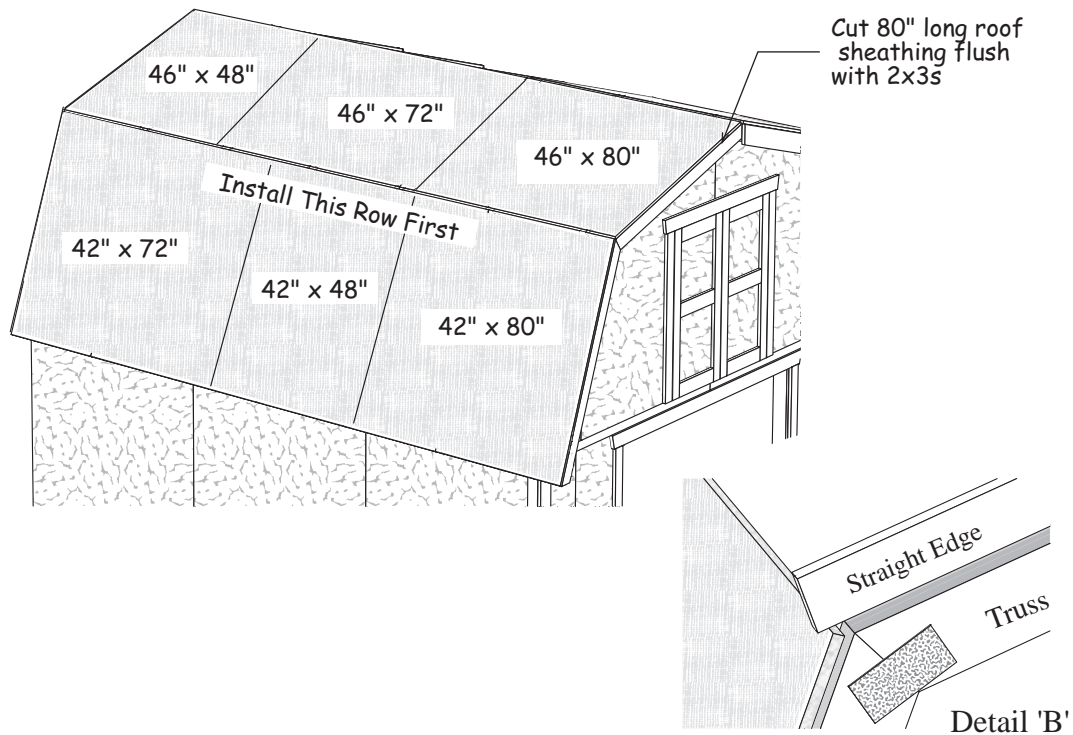 Cut 80" long roof
sheathing flush
with 2x3s
46" x 48"
46" x 72"
46" x 80"
Install This Row First
42" x 72"
42" x 48"
42" x 80"
Straight Edge
Truss
Detail 'B'